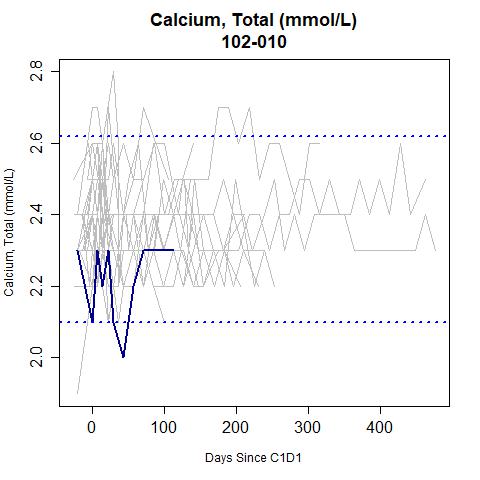 Calcium, Total (mmol/L)
102-010
Calcium, Total (mmol/L)
2.8
2.6
2.4
2.2
2.0
0 100 200 300 400
Days Since C1D1